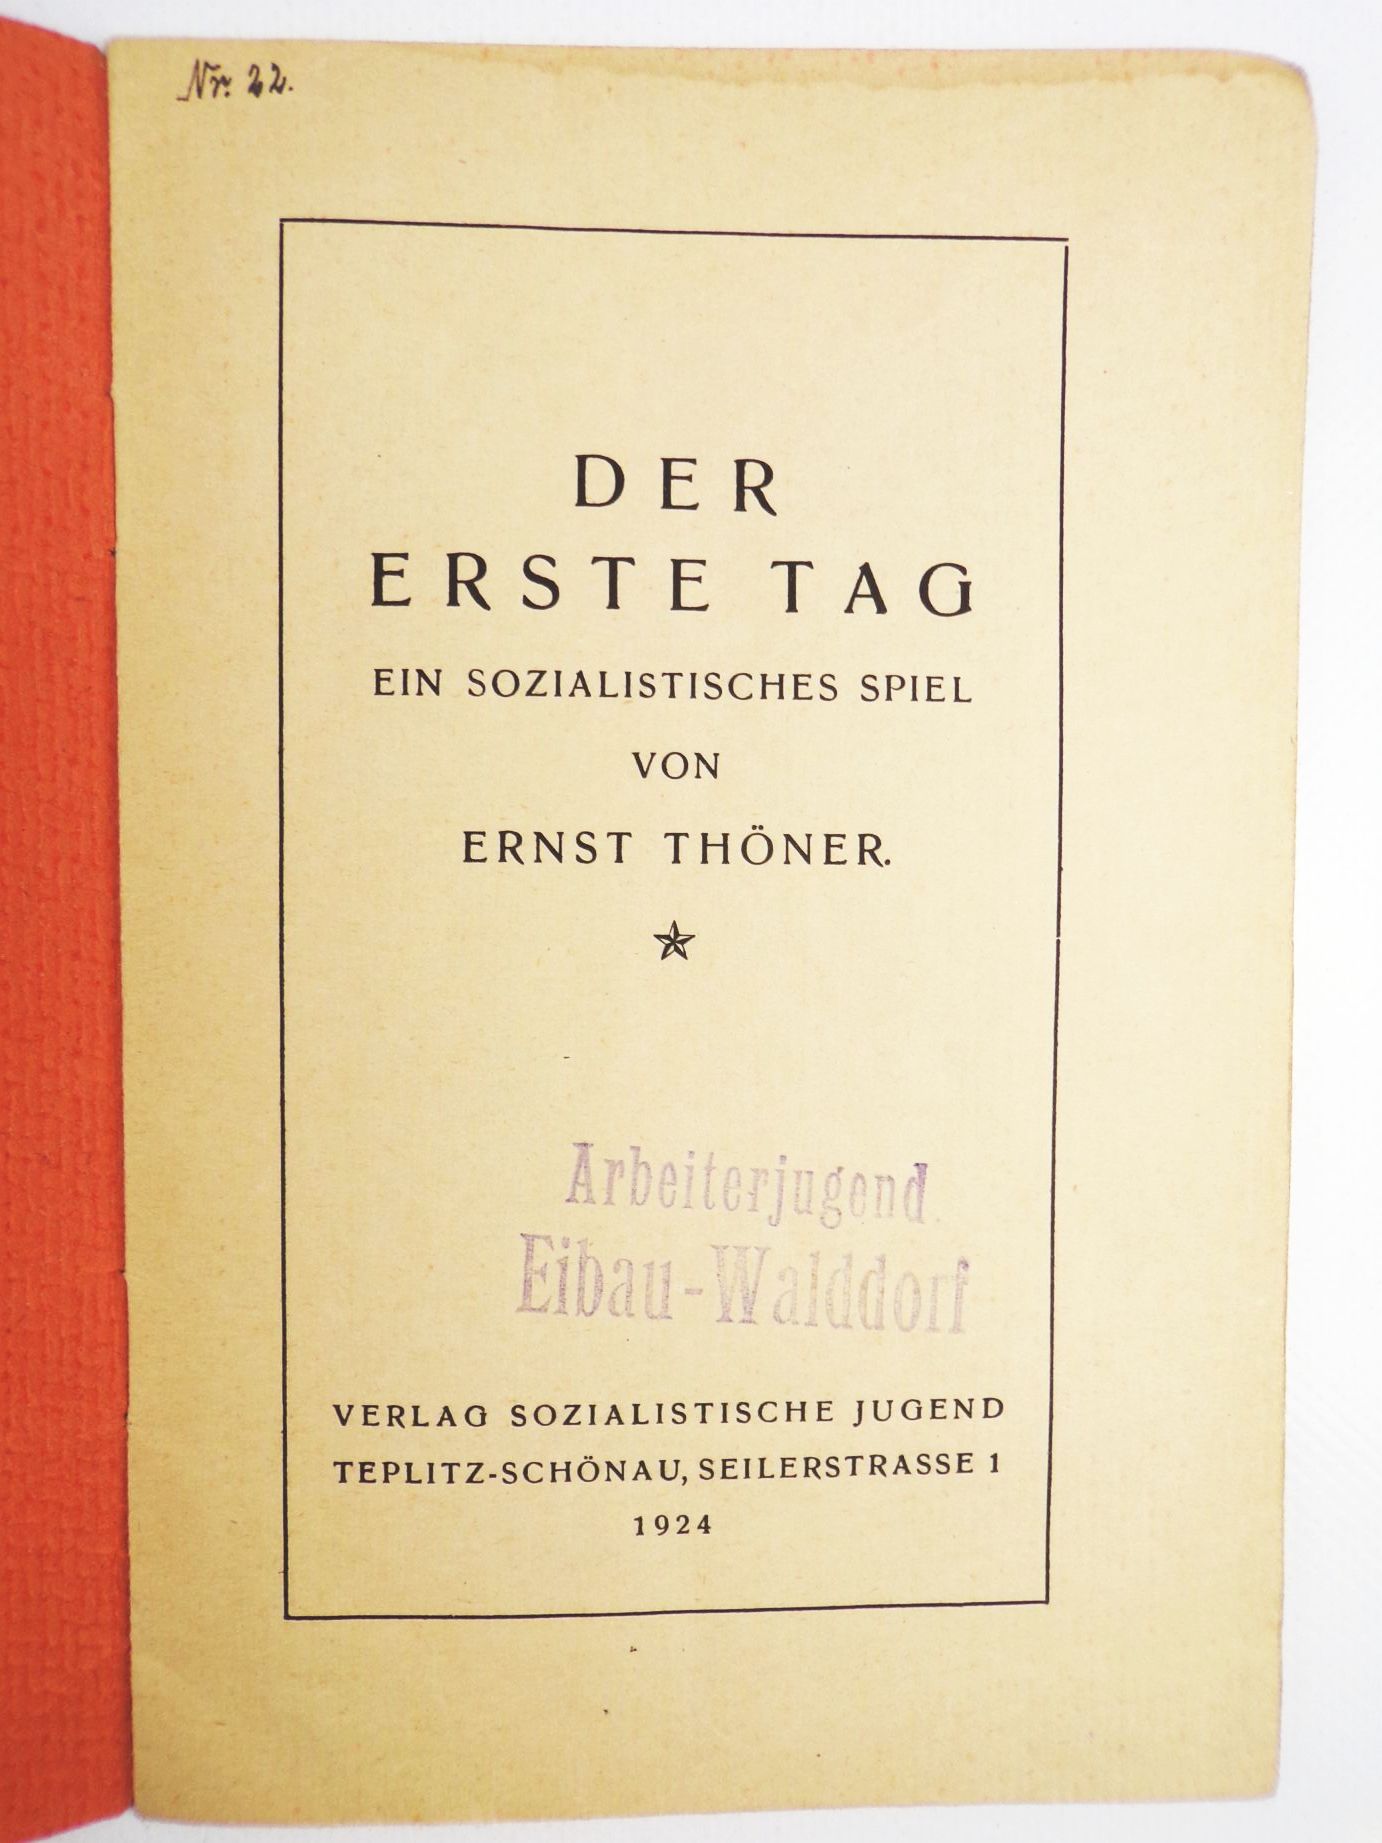 Nr. 22.
DER
ERSTE TAG
EIN SOZIALISTISCHES SPIEL
VON
ERNST THÖNER.
Arbeiterjugend
Eibau-Walddorf
VERLAG SOZIALISTISCHE JUGEND
TEPLITZ-SCHÖNAU, SEILERSTRASSE 1
1924